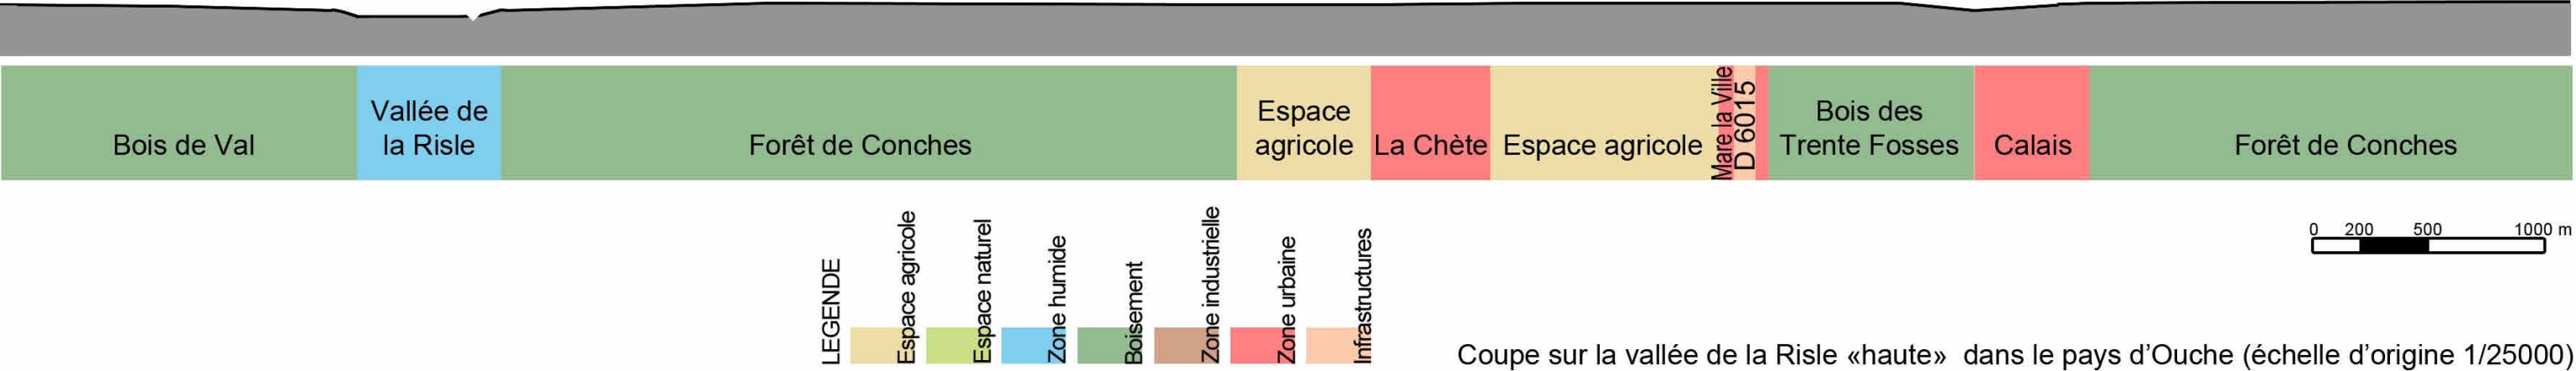 Bois de Val
Vallée de
la Risle
Forêt de Conches
Espace
agricole
La Chète
Espace agricole
Mare la Ville
D 6015
Bois des
Trente Fosses
Calais
Forêt de Conches
0 200 500 1000 m
LEGENDE
Espace agricole
Espace naturel
Zone humide
Boisement
Zone industrielle
Zone urbaine
Infrastructures
Coupe sur la vallée de la Risle «haute» dans le pays d’Ouche (échelle d’origine 1/25000)